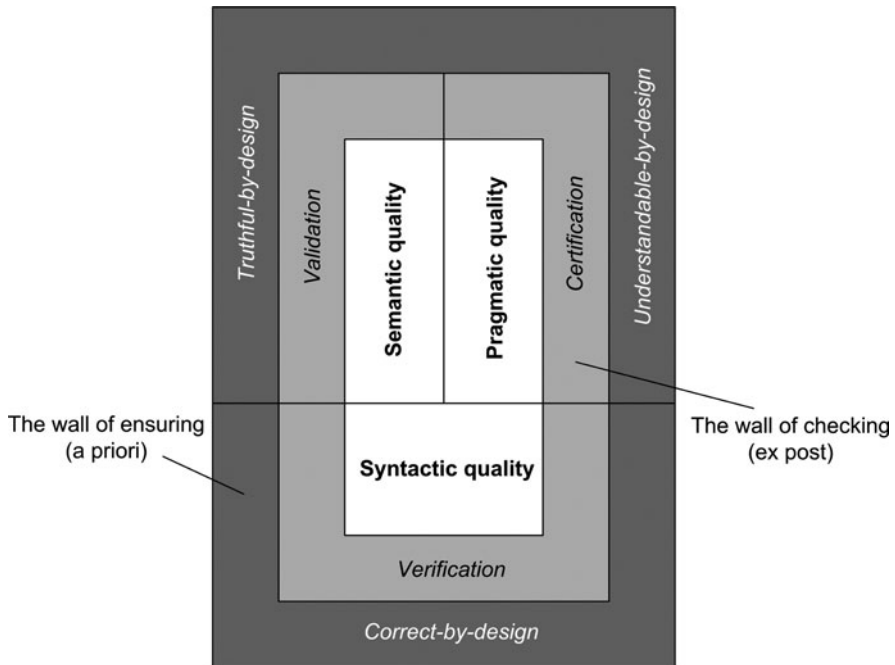 Truthful-by-design
Validation
Semantic quality
Pragmatic quality
Certification
Understandable-by-design
The wall of ensuring
(a priori)
The wall of checking
(ex post)
Syntactic quality
Verification
Correct-by-design